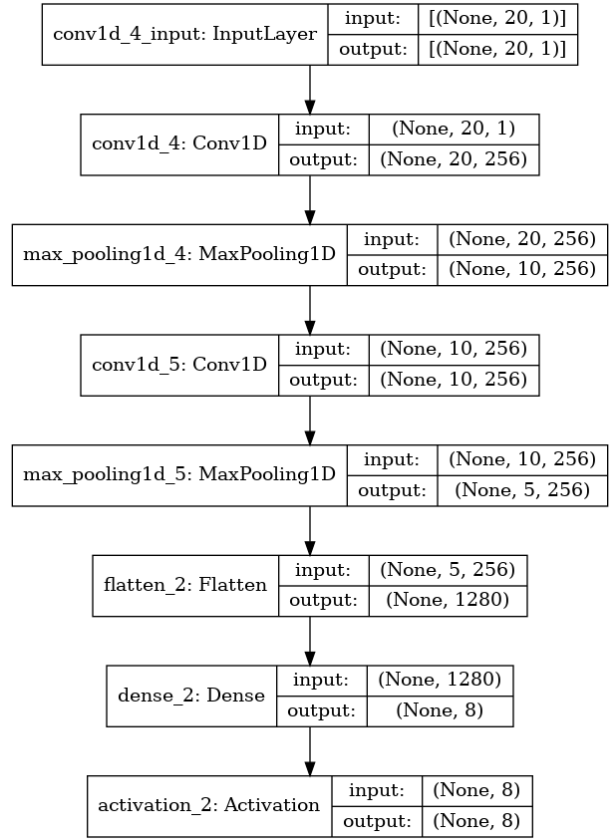 conv1d_4_input: InputLayer
input: [(None, 20, 1)]
output: [(None, 20, 1)]
conv1d_4: Conv1D
input: (None, 20, 1)
output: (None, 20, 256)
max_pooling1d_4: MaxPooling1D
input: (None, 20, 256)
output: (None, 10, 256)
conv1d_5: Conv1D
input: (None, 10, 256)
output: (None, 10, 256)
max_pooling1d_5: MaxPooling1D
input: (None, 10, 256)
output: (None, 5, 256)
flatten_2: Flatten
input: (None, 5, 256)
output: (None, 1280)
dense_2: Dense
input: (None, 1280)
output: (None, 8)
activation_2: Activation
input: (None, 8)
output: (None, 8)